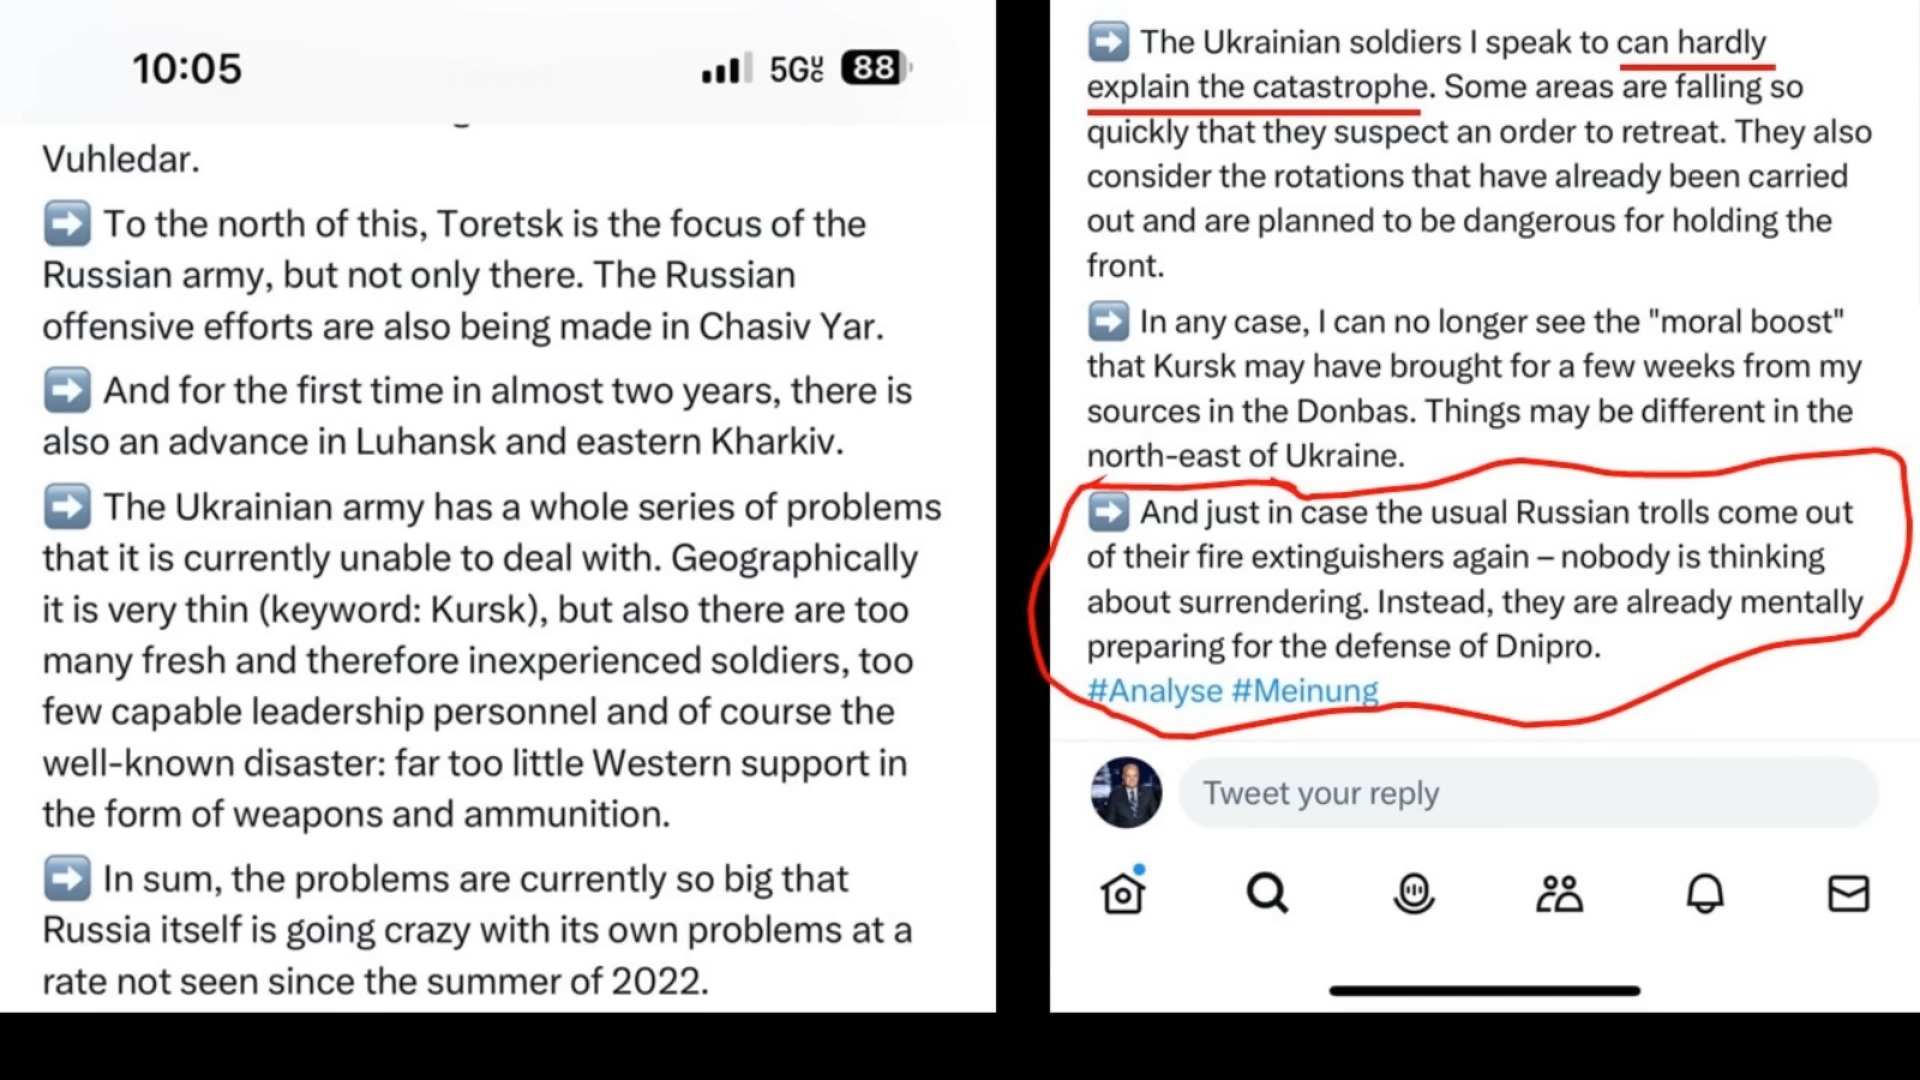 10:05
5G UC
88
Vuhledar.
➡️ To the north of this, Toretsk is the focus of the
Russian army, but not only there. The Russian
offensive efforts are also being made in Chasiv Yar.
➡️ And for the first time in almost two years, there is
also an advance in Luhansk and eastern Kharkiv.
➡️ The Ukrainian army has a whole series of problems
that it is currently unable to deal with. Geographically
it is very thin (keyword: Kursk), but also there are too
many fresh and therefore inexperienced soldiers, too
few capable leadership personnel and of course the
well-known disaster: far too little Western support in
the form of weapons and ammunition.
➡️ In sum, the problems are currently so big that
Russia itself is going crazy with its own problems at a
rate not seen since the summer of 2022.
➡️ The Ukrainian soldiers I speak to can hardly
explain the catastrophe. Some areas are falling so
quickly that they suspect an order to retreat. They also
consider the rotations that have already been carried
out and are planned to be dangerous for holding the
front.
➡️ In any case, I can no longer see the "moral boost"
that Kursk may have brought for a few weeks from my
sources in the Donbas. Things may be different in the
north-east of Ukraine.
➡️ And just in case the usual Russian trolls come out
of their fire extinguishers again – nobody is thinking
about surrendering. Instead, they are already mentally
preparing for the defense of Dnipro.
#Analyse #Meinung
Tweet your reply